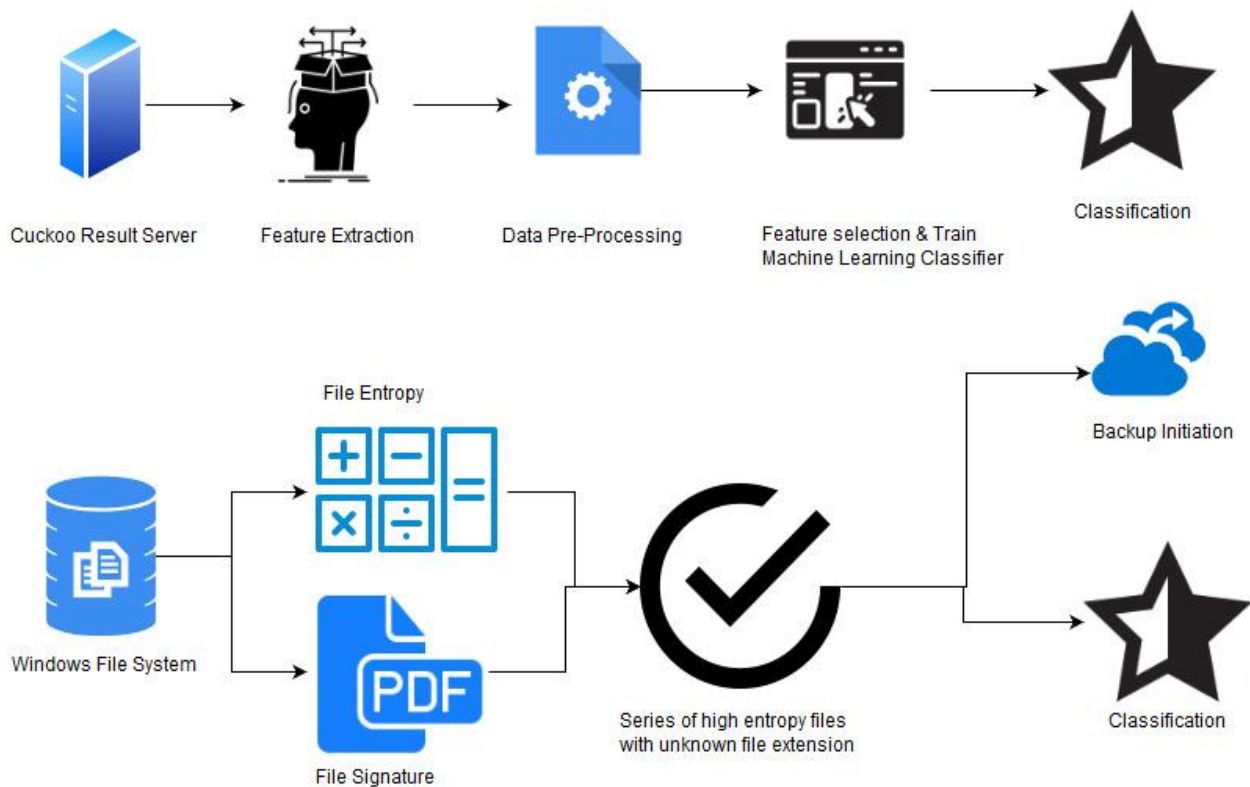 Cuckoo Result Server
Feature Extraction
Data Pre-Processing
Feature selection & Train
Machine Learning Classifier
Classification
File Entropy
Backup Initiation
Windows File System
PDF
File Signature
Series of high entropy files
with unknown file extension
Classification